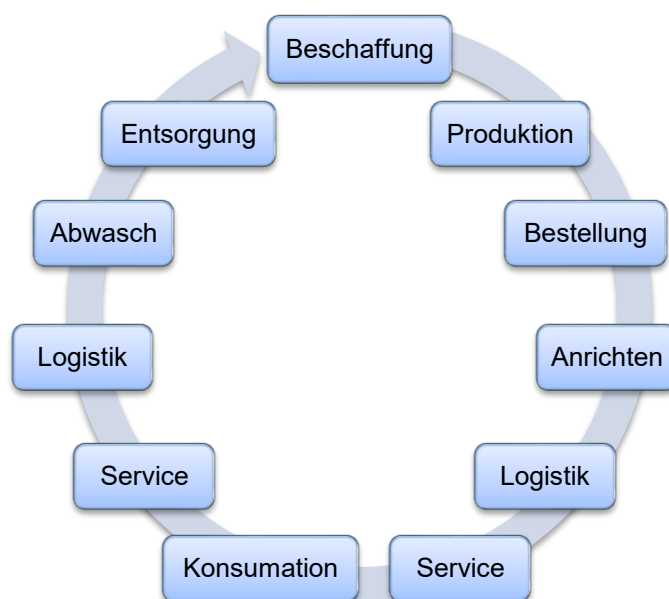 Beschaffung
Produktion
Bestellung
Anrichten
Logistik
Service
Konsumation
Service
Logistik
Abwasch
Entsorgung